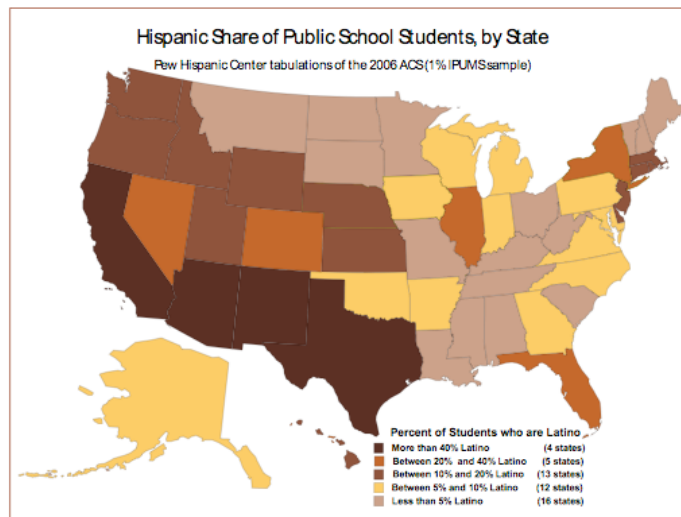 Hispanic Share of Public School Students, by State
Pew Hispanic Center tabulations of the 2006 ACS (1% IPUMS sample)
Percent of Students who are Latino
More than 40% Latino (4 states)
Between 20% and 40% Latino (5 states)
Between 10% and 20% Latino (13 states)
Between 5% and 10% Latino (12 states)
Less than 5% Latino (16 states)